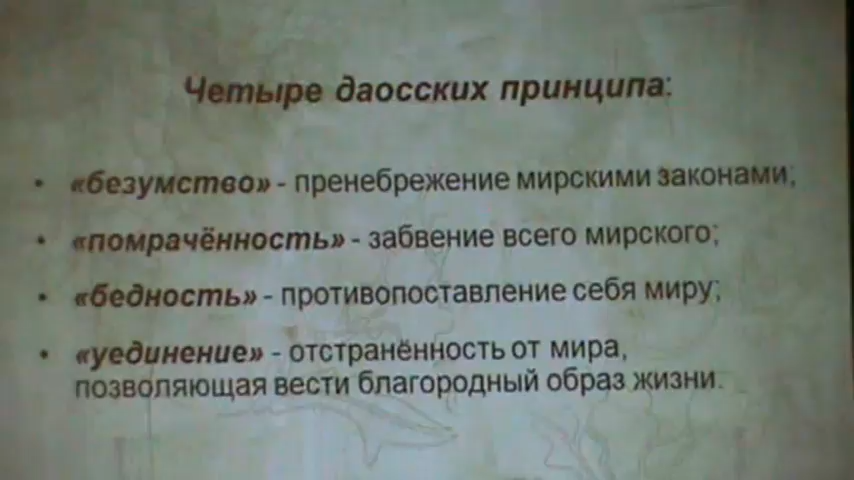 Четыре даосских принципа:
• «безумство» - пренебрежение мирскими законами;
• «помрачённость» - забвение всего мирского;
• «бедность» - противопоставление себя миру;
• «уединение» - отстранённость от мира,
позволяющая вести благородный образ жизни.